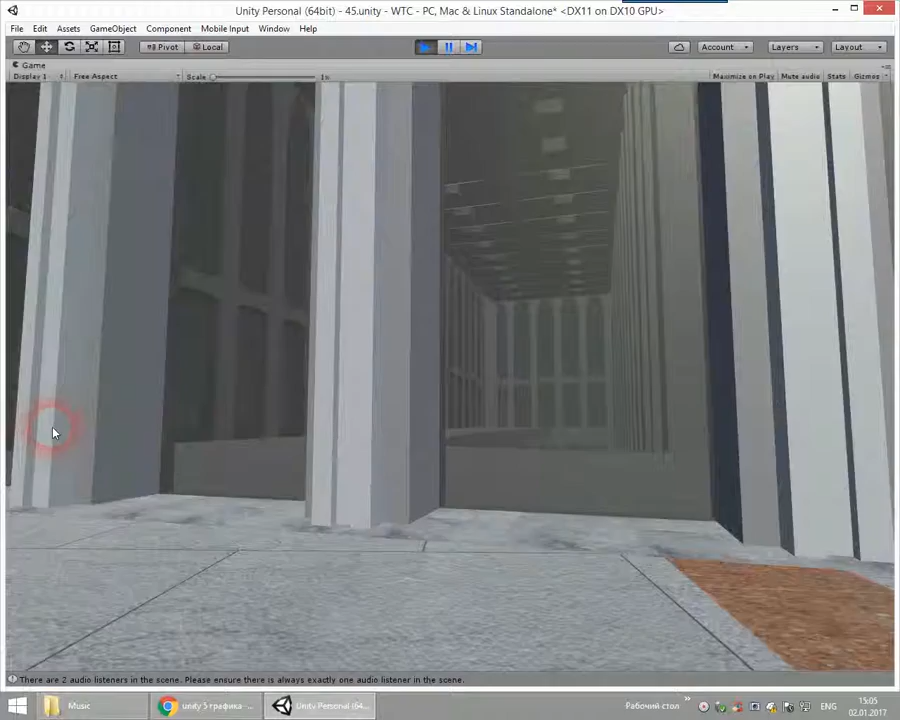 Unity Personal (64bit) - 45.unity - WTC - PC, Mac & Linux Standalone* <DX11 on DX10 GPU>
File Edit Assets GameObject Component Mobile Input Window Help
Pivot Local Account Layers Layout
Game
Display 1 Free Aspect Scale 1x Maximize on Play Mute audio Stats Gizmos
There are 2 audio listeners in the scene. Please ensure there is always exactly one audio listener in the scene.
Music unity 5 графика - ... Unity Personal (64... Рабочий стол » ENG 15:05
02.01.2017